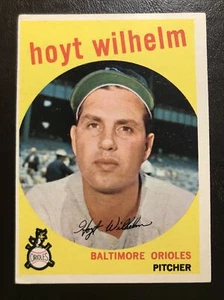 hoyt wilhelm
Hoyt Wilhelm
BALTIMORE ORIOLES
PITCHER